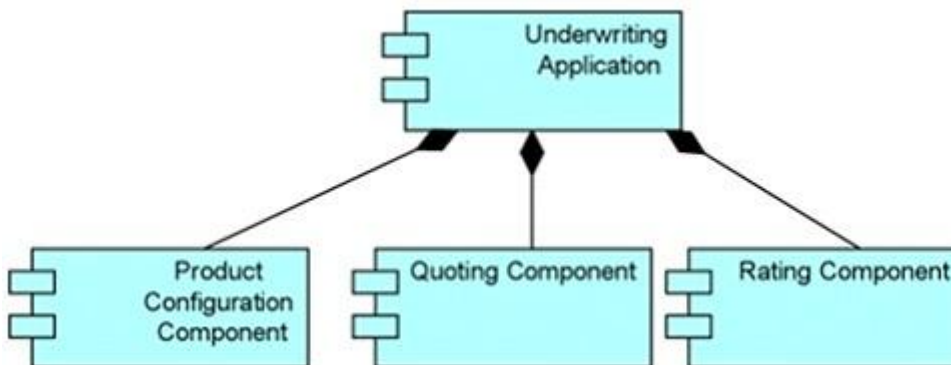 Underwriting
Application
Product
Configuration
Component
Quoting Component
Rating Component